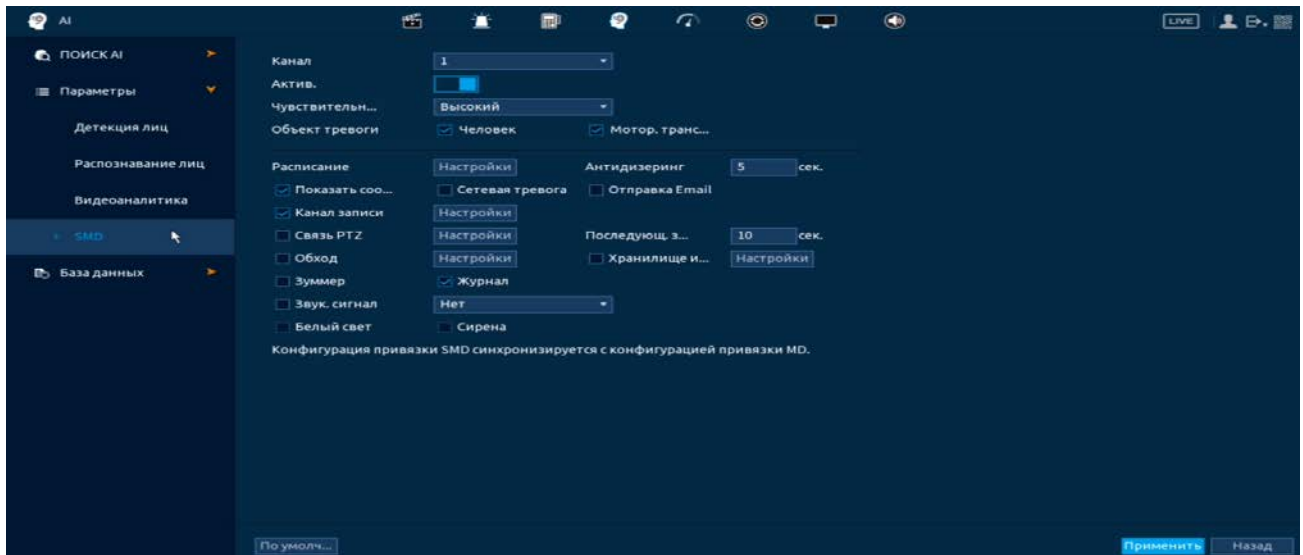 AI LIVE
ПОИСК AI
Параметры
Детекция лиц
Распознавание лиц
Видеоаналитика
SMD
База данных
Канал 1
Актив.
Чувствительн... Высокий
Объект тревоги Человек Мотор. транс...
Расписание Настройки Антидизеринг 5 сек.
Показать соо... Сетевая тревога Отправка Email
Канал записи Настройки
Связь PTZ Настройки Последующ. з... 10 сек.
Обход Настройки Хранилище и... Настройки
Зуммер Журнал
Звук. сигнал Нет
Белый свет Сирена
Конфигурация привязки SMD синхронизируется с конфигурацией привязки MD.
По умолч... Применить Назад